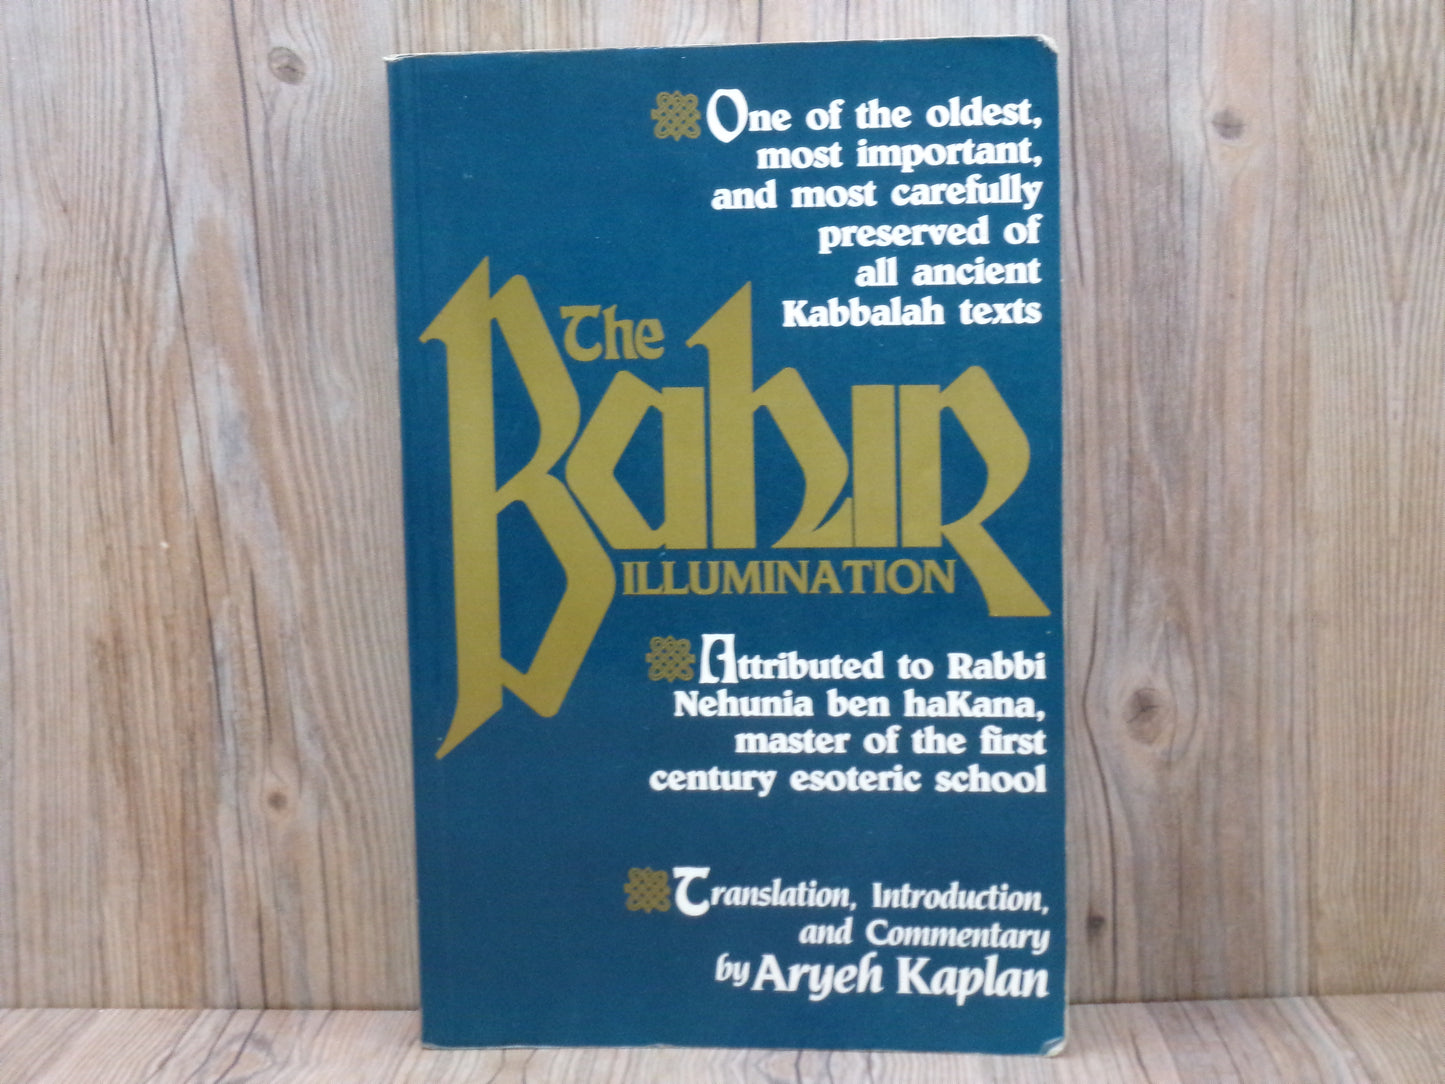 One of the oldest,
most important,
and most carefully
preserved of
all ancient
Kabbalah texts
The
Bahir
ILLUMINATION
Attributed to Rabbi
Nehunia ben haKana,
master of the first
century esoteric school
Translation, Introduction,
and Commentary
by Aryeh Kaplan